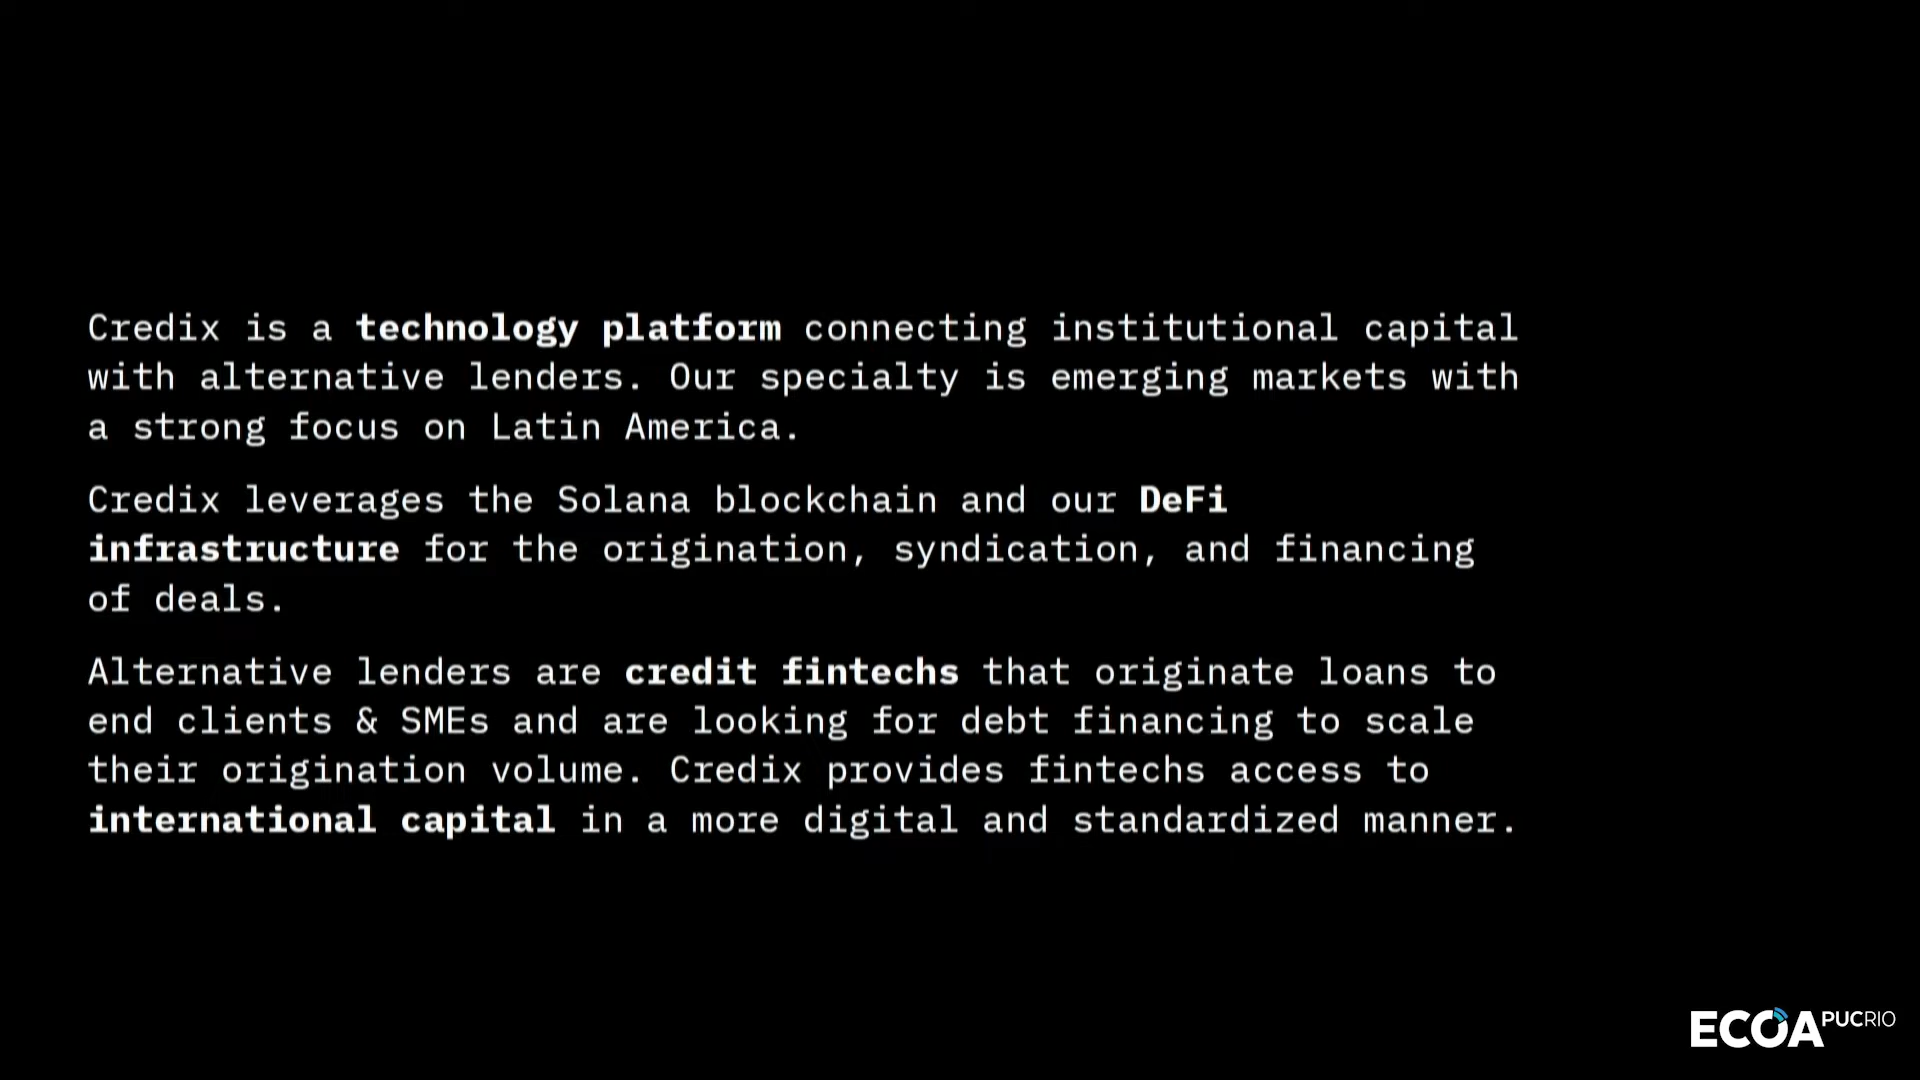 Credix is a technology platform connecting institutional capital
with alternative lenders. Our specialty is emerging markets with
a strong focus on Latin America.
Credix leverages the Solana blockchain and our DeFi
infrastructure for the origination, syndication, and financing
of deals.
Alternative lenders are credit fintechs that originate loans to
end clients & SMEs and are looking for debt financing to scale
their origination volume. Credix provides fintechs access to
international capital in a more digital and standardized manner.
ECOA PUCRIO